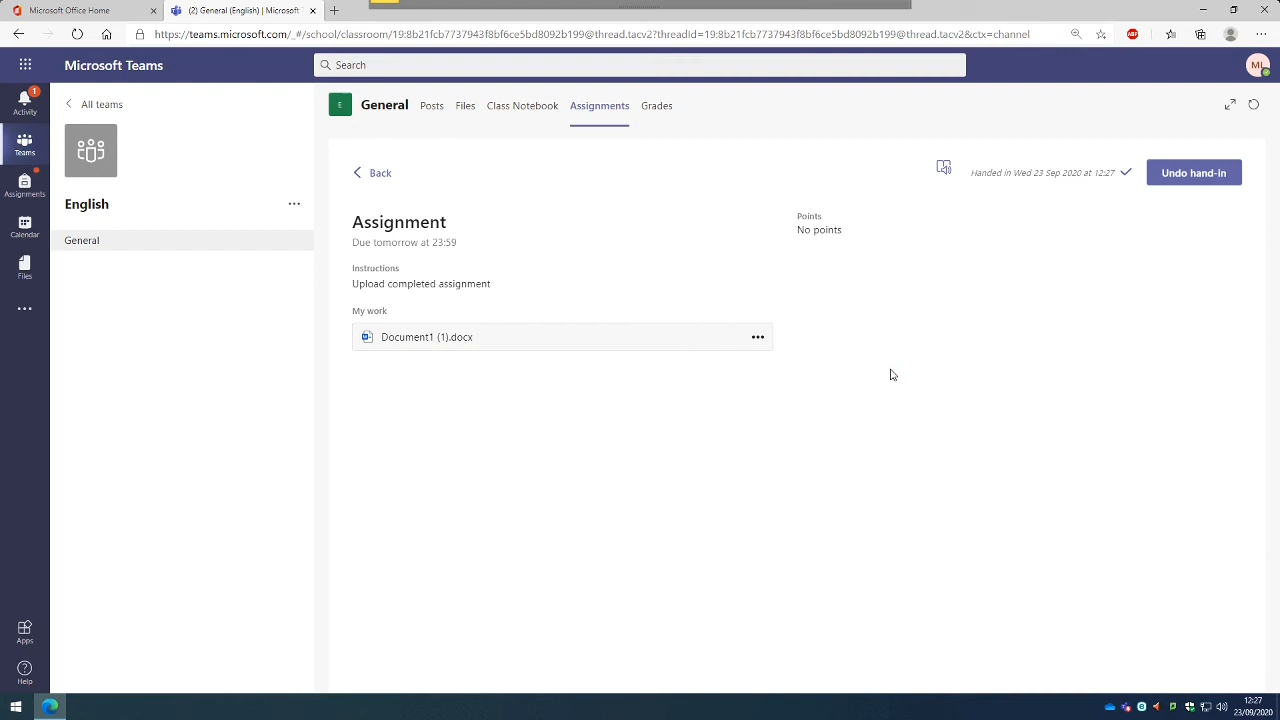 Microsoft Office Home
(2) General (English) | Microsoft
https://teams.microsoft.com/_#/school/classroom/19:8b21fcb7737943f8bf6ce5bd8092b199@thread.tacv2?threadId=19:8b21fcb7737943f8bf6ce5bd8092b199@thread.tacv2&ctx=channel
ABP
Microsoft Teams
Search
ML
Activity
1
Teams
Assignments
Calendar
Files
Apps
Help
All teams
English
General
E
General
Posts
Files
Class Notebook
Assignments
Grades
Back
Handed in Wed 23 Sep 2020 at 12:27
Undo hand-in
Assignment
Due tomorrow at 23:59
Points
No points
Instructions
Upload completed assignment
My work
Document1 (1).docx
12:27
23/09/2020